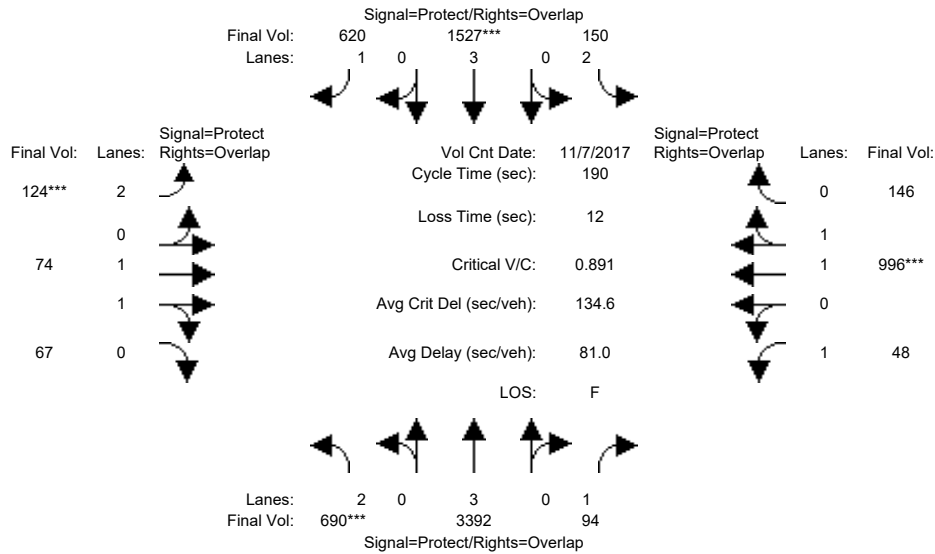 Signal=Protect/Rights=Overlap
Final Vol: 620 1527*** 150
Lanes: 1 0 3 0 2
Signal=Protect Signal=Protect
Final Vol: Lanes: Rights=Overlap Vol Cnt Date: 11/7/2017 Rights=Overlap Lanes: Final Vol:
Cycle Time (sec): 190
124*** 2 0 146
Loss Time (sec): 12
0 1
74 1 Critical V/C: 0.891 1 996***
1 Avg Crit Del (sec/veh): 134.6 0
67 0 Avg Delay (sec/veh): 81.0 1 48
LOS: F
Lanes: 2 0 3 0 1
Final Vol: 690*** 3392 94
Signal=Protect/Rights=Overlap